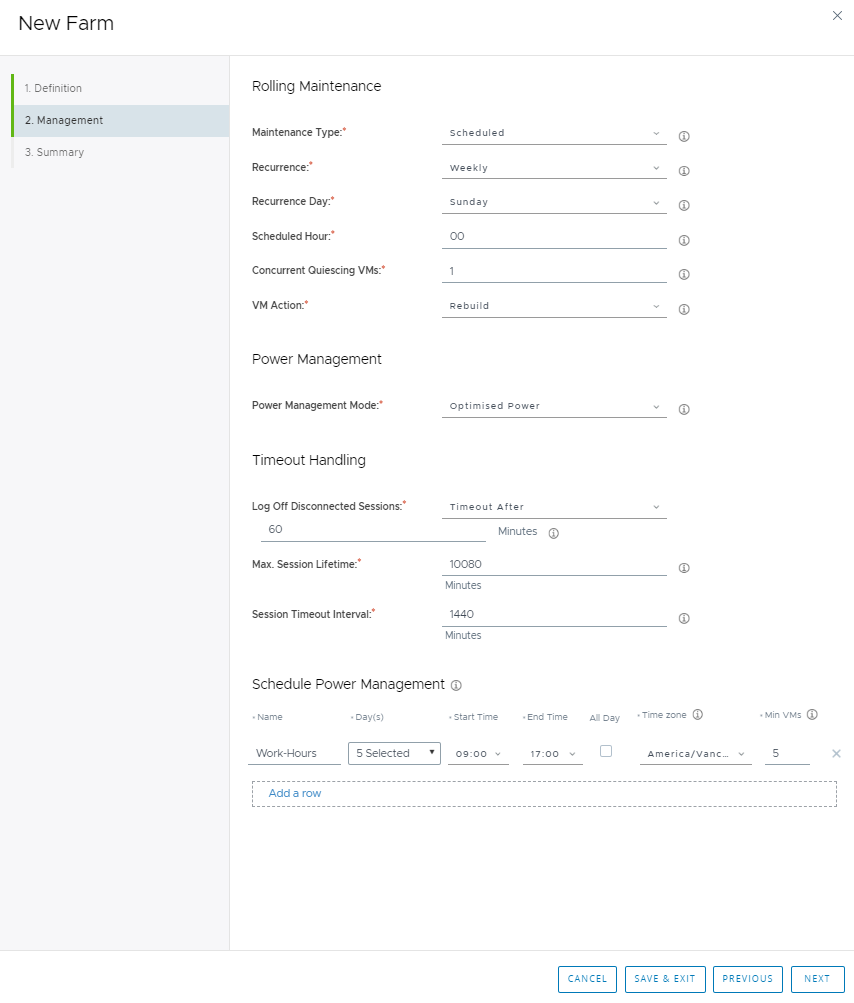 New Farm
1. Definition
2. Management
3. Summary
Rolling Maintenance
Maintenance Type:* Scheduled
Recurrence:* Weekly
Recurrence Day:* Sunday
Scheduled Hour:* 00
Concurrent Quiescing VMs:* 1
VM Action:* Rebuild
Power Management
Power Management Mode:* Optimised Power
Timeout Handling
Log Off Disconnected Sessions:* Timeout After
60 Minutes
Max. Session Lifetime:* 10080
Minutes
Session Timeout Interval:* 1440
Minutes
Schedule Power Management
• Name • Day(s) • Start Time • End Time All Day • Time zone • Min VMs
Work-Hours 5 Selected 09:00 17:00 America/Vanc... 5
Add a row
CANCEL SAVE & EXIT PREVIOUS NEXT